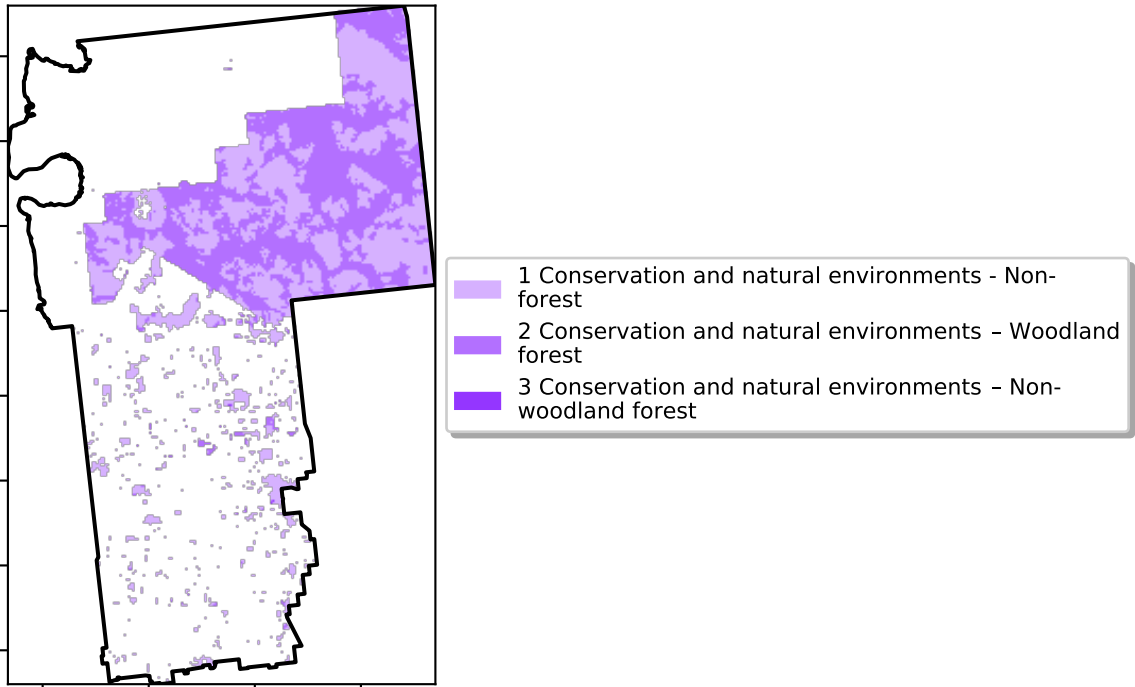 1 Conservation and natural environments - Non-
forest
2 Conservation and natural environments – Woodland
forest
3 Conservation and natural environments – Non-
woodland forest